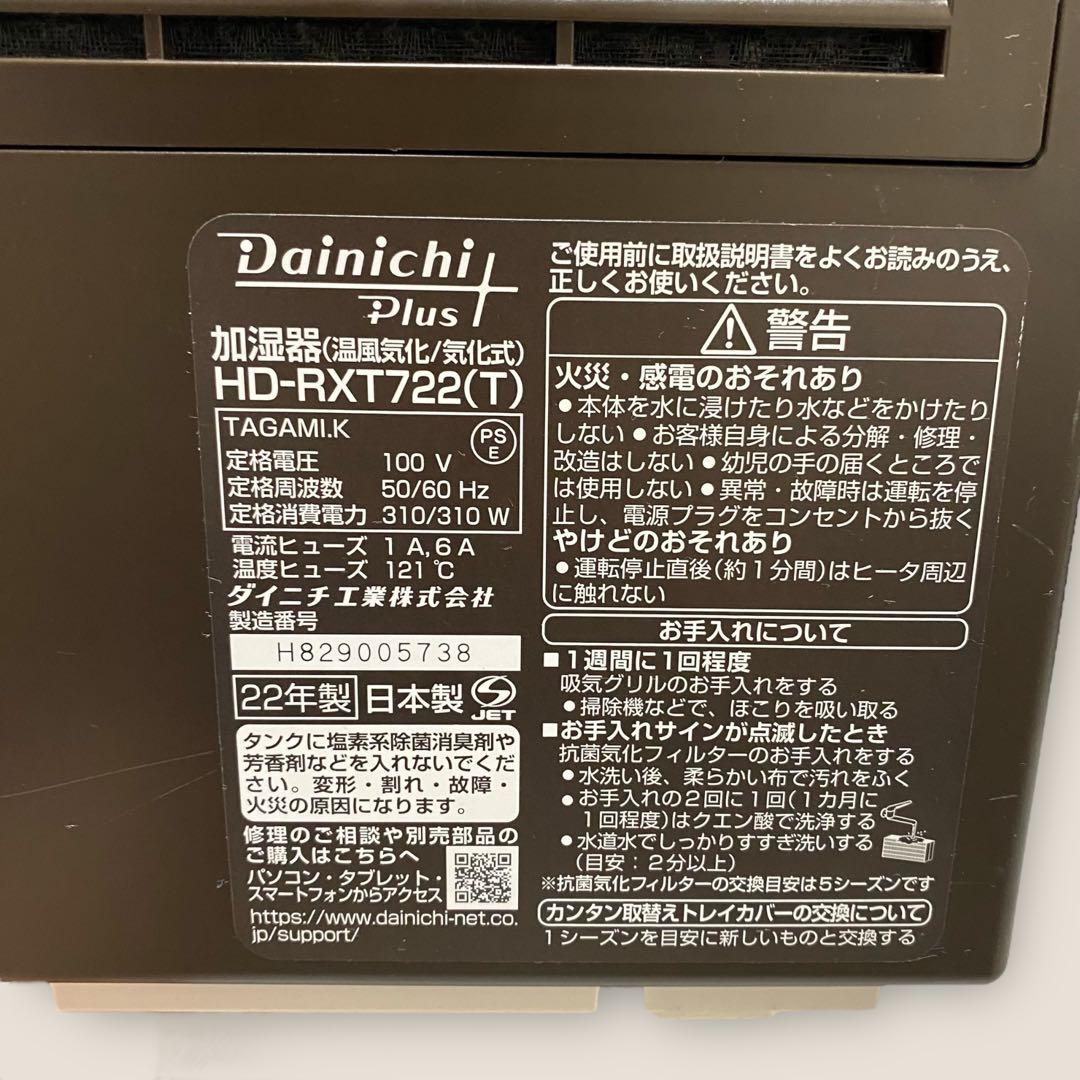 Dainichi
Plus
加湿器(温風気化/気化式)
HD-RXT722(T)
TAGAMI.K
PS
E
定格電圧 100 V
定格周波数 50/60 Hz
定格消費電力 310/310 W
電流ヒューズ 1 A, 6 A
温度ヒューズ 121 ℃
ダイニチ工業株式会社
製造番号
H829005738
22年製 日本製
JET
タンクに塩素系除菌消臭剤や
芳香剤などを入れないでくだ
さい。変形・割れ・故障・
火災の原因になります。
修理のご相談や別売部品の
ご購入はこちらへ
パソコン・タブレット・
スマートフォンからアクセス
https://www.dainichi-net.co.
jp/support/
ご使用前に取扱説明書をよくお読みのうえ、
正しくお使いください。
警告
火災・感電のおそれあり
●本体を水に浸けたり水などをかけたり
しない●お客様自身による分解・修理・
改造はしない●幼児の手の届くところで
は使用しない●異常・故障時は運転を停
止し、電源プラグをコンセントから抜く
やけどのおそれあり
●運転停止直後(約1分間)はヒータ周辺
に触れない
お手入れについて
■1週間に1回程度
吸気グリルのお手入れをする
●掃除機などで、ほこりを吸い取る
■お手入れサインが点滅したとき
抗菌気化フィルターのお手入れをする
●水洗い後、柔らかい布で汚れをふく
●お手入れの2回に1回(1カ月に
1回程度)はクエン酸で洗浄する
●水道水でしっかりすすぎ洗いする
(目安:2分以上)
※抗菌気化フィルターの交換目安は5シーズンです
カンタン取替えトレイカバーの交換について
1シーズンを目安に新しいものと交換する